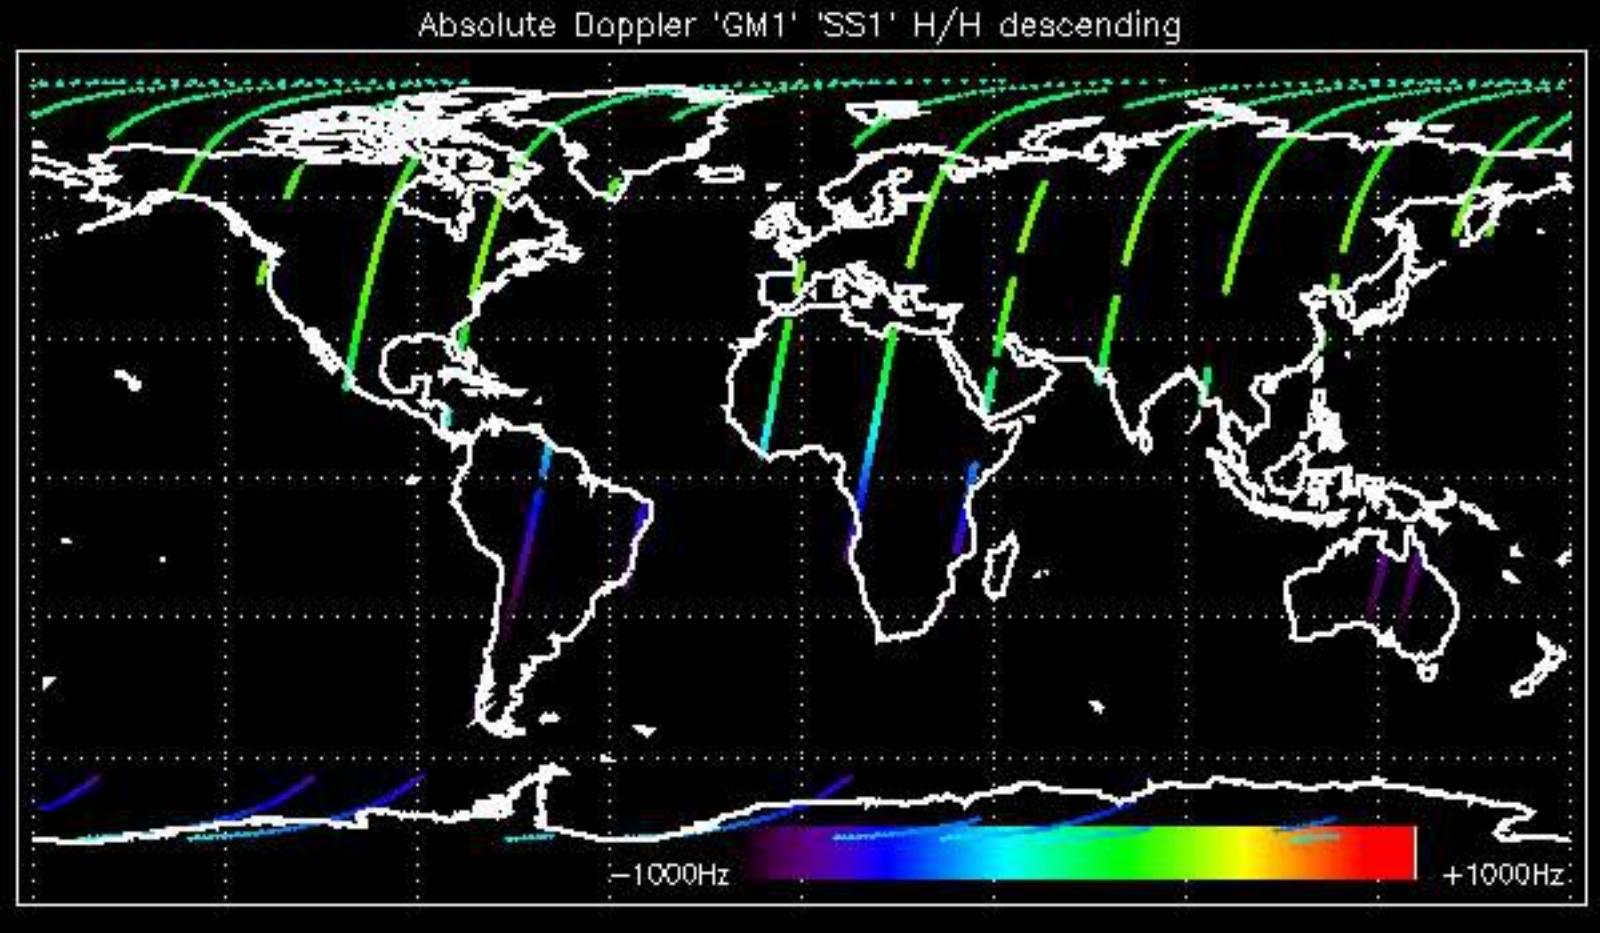 Absolute Doppler 'GM1' 'SS1' H/H descending
−1000Hz
+1000Hz